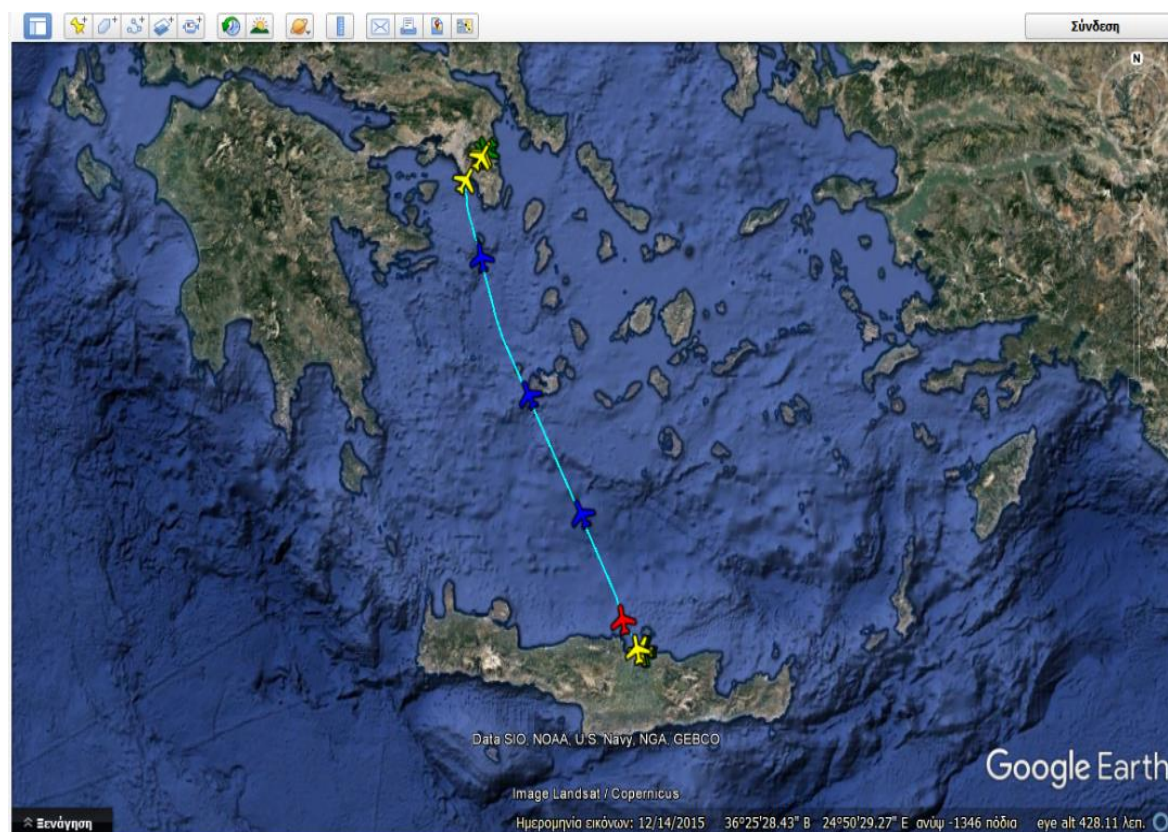 Σύνδεση
N
Data SIO, NOAA, U.S. Navy, NGA, GEBCO
Google Earth
Image Landsat / Copernicus
Ξενάγηση
Ημερομηνία εικόνων: 12/14/2015 36°25'28.43" Β 24°50'29.27" Ε ανύψ -1346 πόδια eye alt 428.11 λεπ.